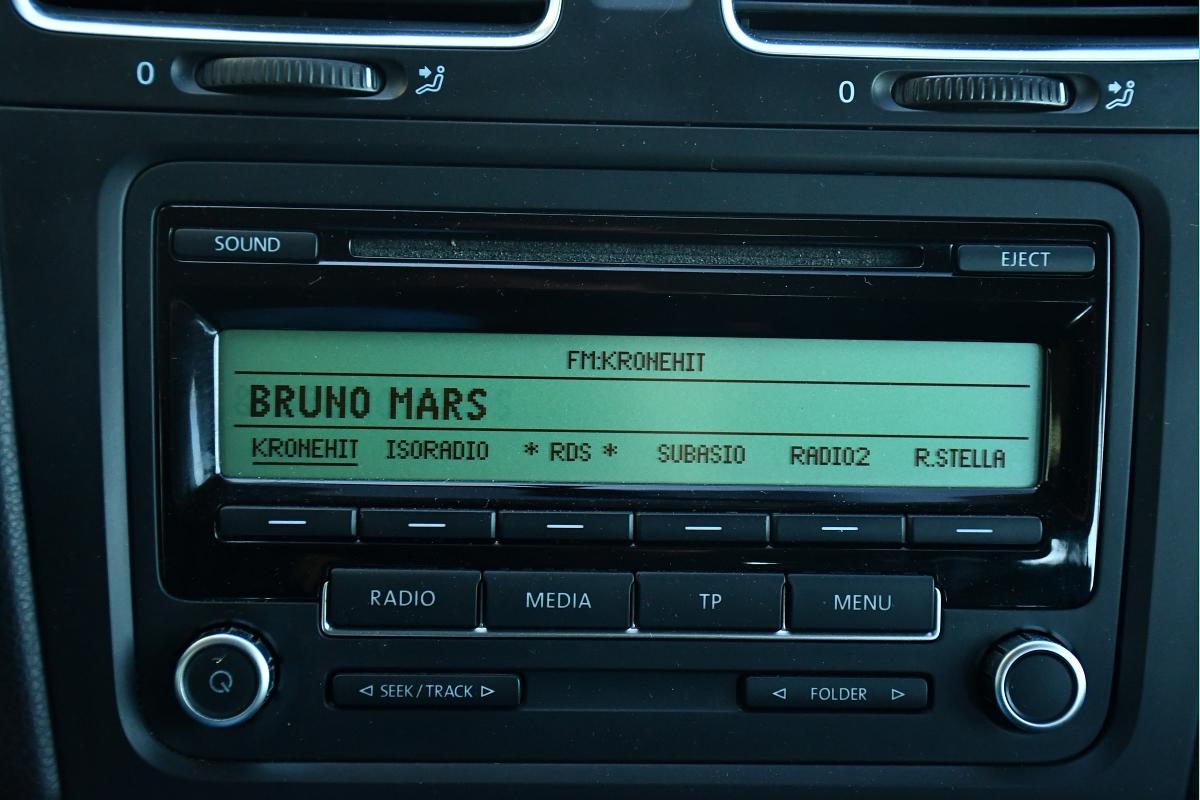 0 0
SOUND EJECT
FM:KRONEHIT
BRUNO MARS
KRONEHIT ISORADIO * RDS * SUBASIO RADIO2 R.STELLA
RADIO MEDIA TP MENU
SEEK / TRACK FOLDER